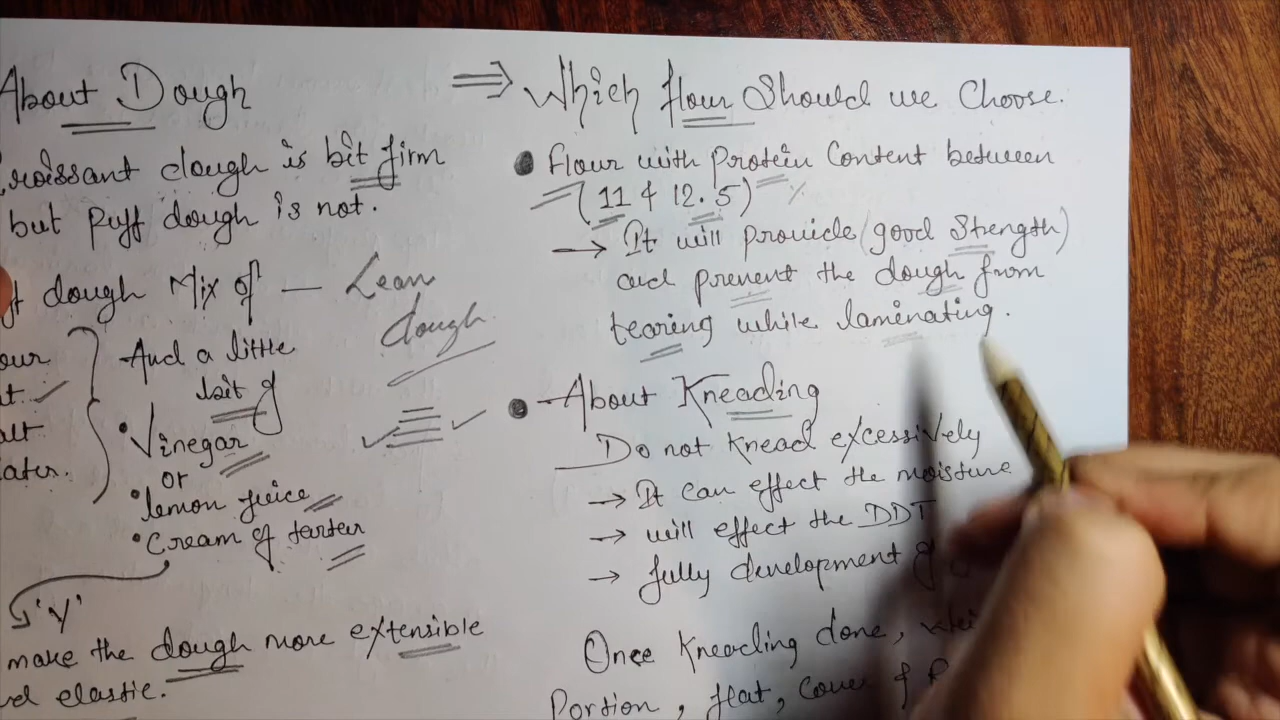 About Dough
Croissant dough is bit firm
but Puff dough is not.
dough Mix of — Lean
dough
And a little
bit of
• Vinegar
or
• lemon juice
• Cream of tarter
'Y'
make the dough more extensible
elastic.
⇒ Which flour Should we Choose.
• flour with Protein Content between
(11 & 12.5) %
→ It will provide (good Strength)
and prevent the dough from
tearing while laminating.
• About Kneading
Do not Knead excessively
→ It can effect the moisture
→ will effect the DDT
→ fully development of
Once Kneading done,
Portion, flat, Cover &